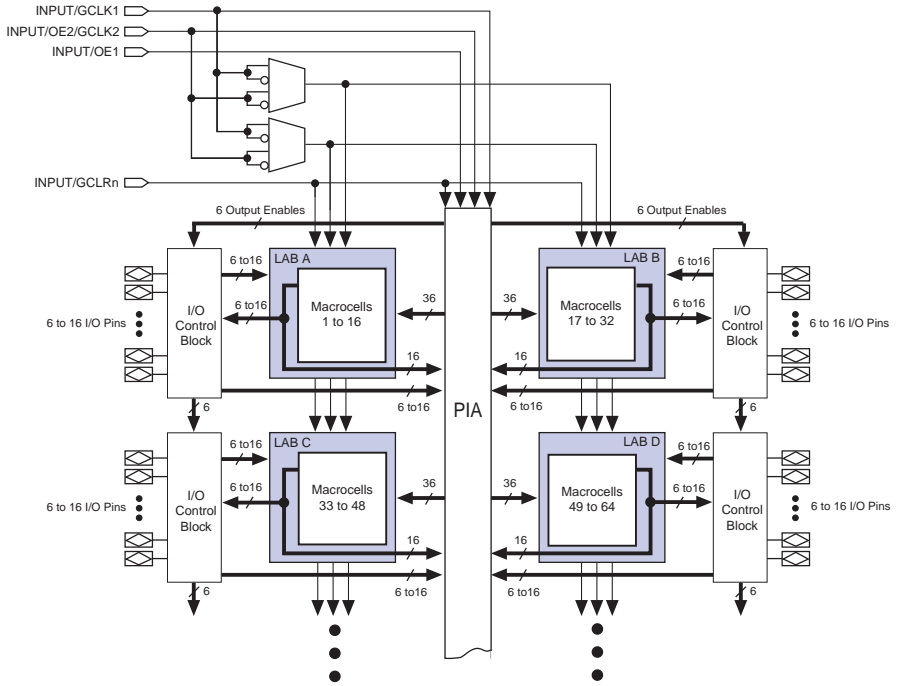 INPUT/GCLK1
INPUT/OE2/GCLK2
INPUT/OE1
INPUT/GCLRn
6 Output Enables
6 Output Enables
LAB A
LAB B
6 to16
6 to16
I/O
Control
Block
6 to16
Macrocells
1 to 16
36
36
Macrocells
17 to 32
6 to16
I/O
Control
Block
6 to 16 I/O Pins
6 to 16 I/O Pins
16
16
6 to16
6 to16
6
6
PIA
LAB C
LAB D
6 to16
6 to16
I/O
Control
Block
6 to16
Macrocells
33 to 48
36
36
Macrocells
49 to 64
6 to16
I/O
Control
Block
6 to 16 I/O Pins
6 to 16 I/O Pins
16
16
6 to16
6 to16
6
6